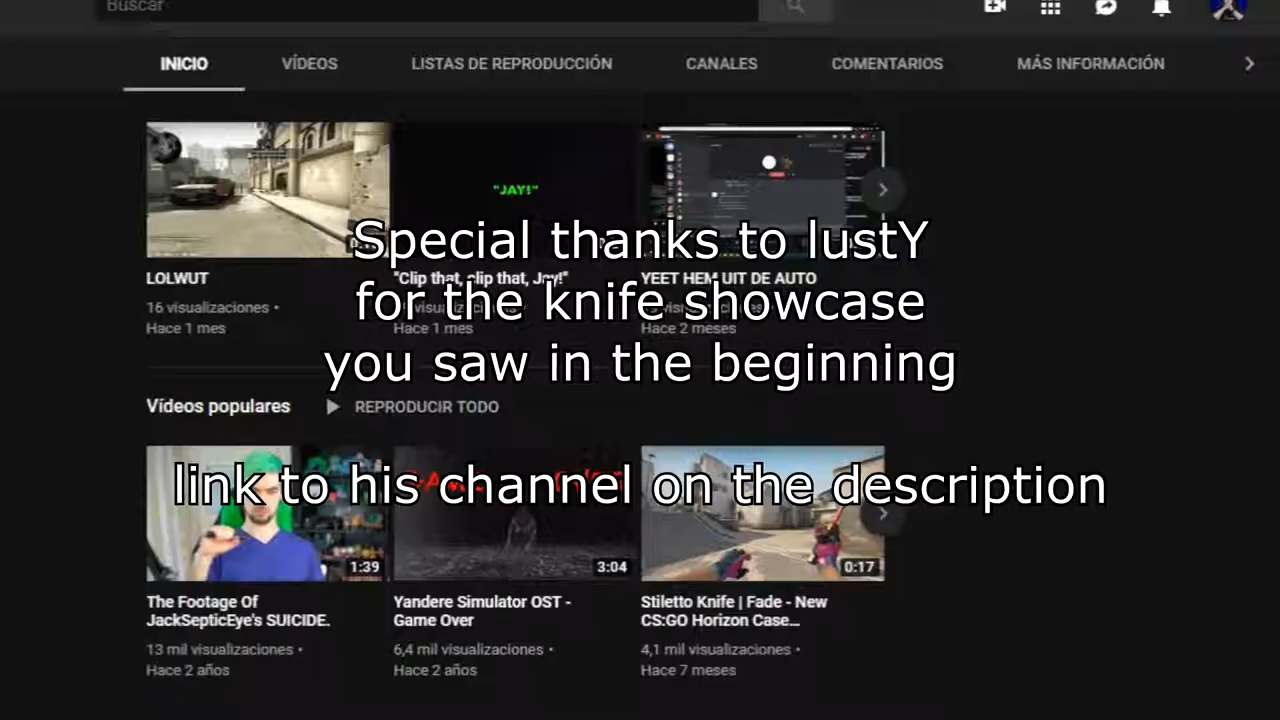 Buscar
INICIO
VÍDEOS
LISTAS DE REPRODUCCIÓN
CANALES
COMENTARIOS
MÁS INFORMACIÓN
"JAY!"
Special thanks to lustY
for the knife showcase
you saw in the beginning
LOLWUT
16 visualizaciones •
Hace 1 mes
"Clip that, clip that, Jay!"
Hace 1 mes
YEET HEM UIT DE AUTO
Hace 2 meses
Vídeos populares
REPRODUCIR TODO
link to his channel on the description
1:39
The Footage Of
JackSepticEye's SUICIDE.
13 mil visualizaciones •
Hace 2 años
3:04
Yandere Simulator OST -
Game Over
6,4 mil visualizaciones •
Hace 2 años
0:17
Stiletto Knife | Fade - New
CS:GO Horizon Case...
4,1 mil visualizaciones •
Hace 7 meses